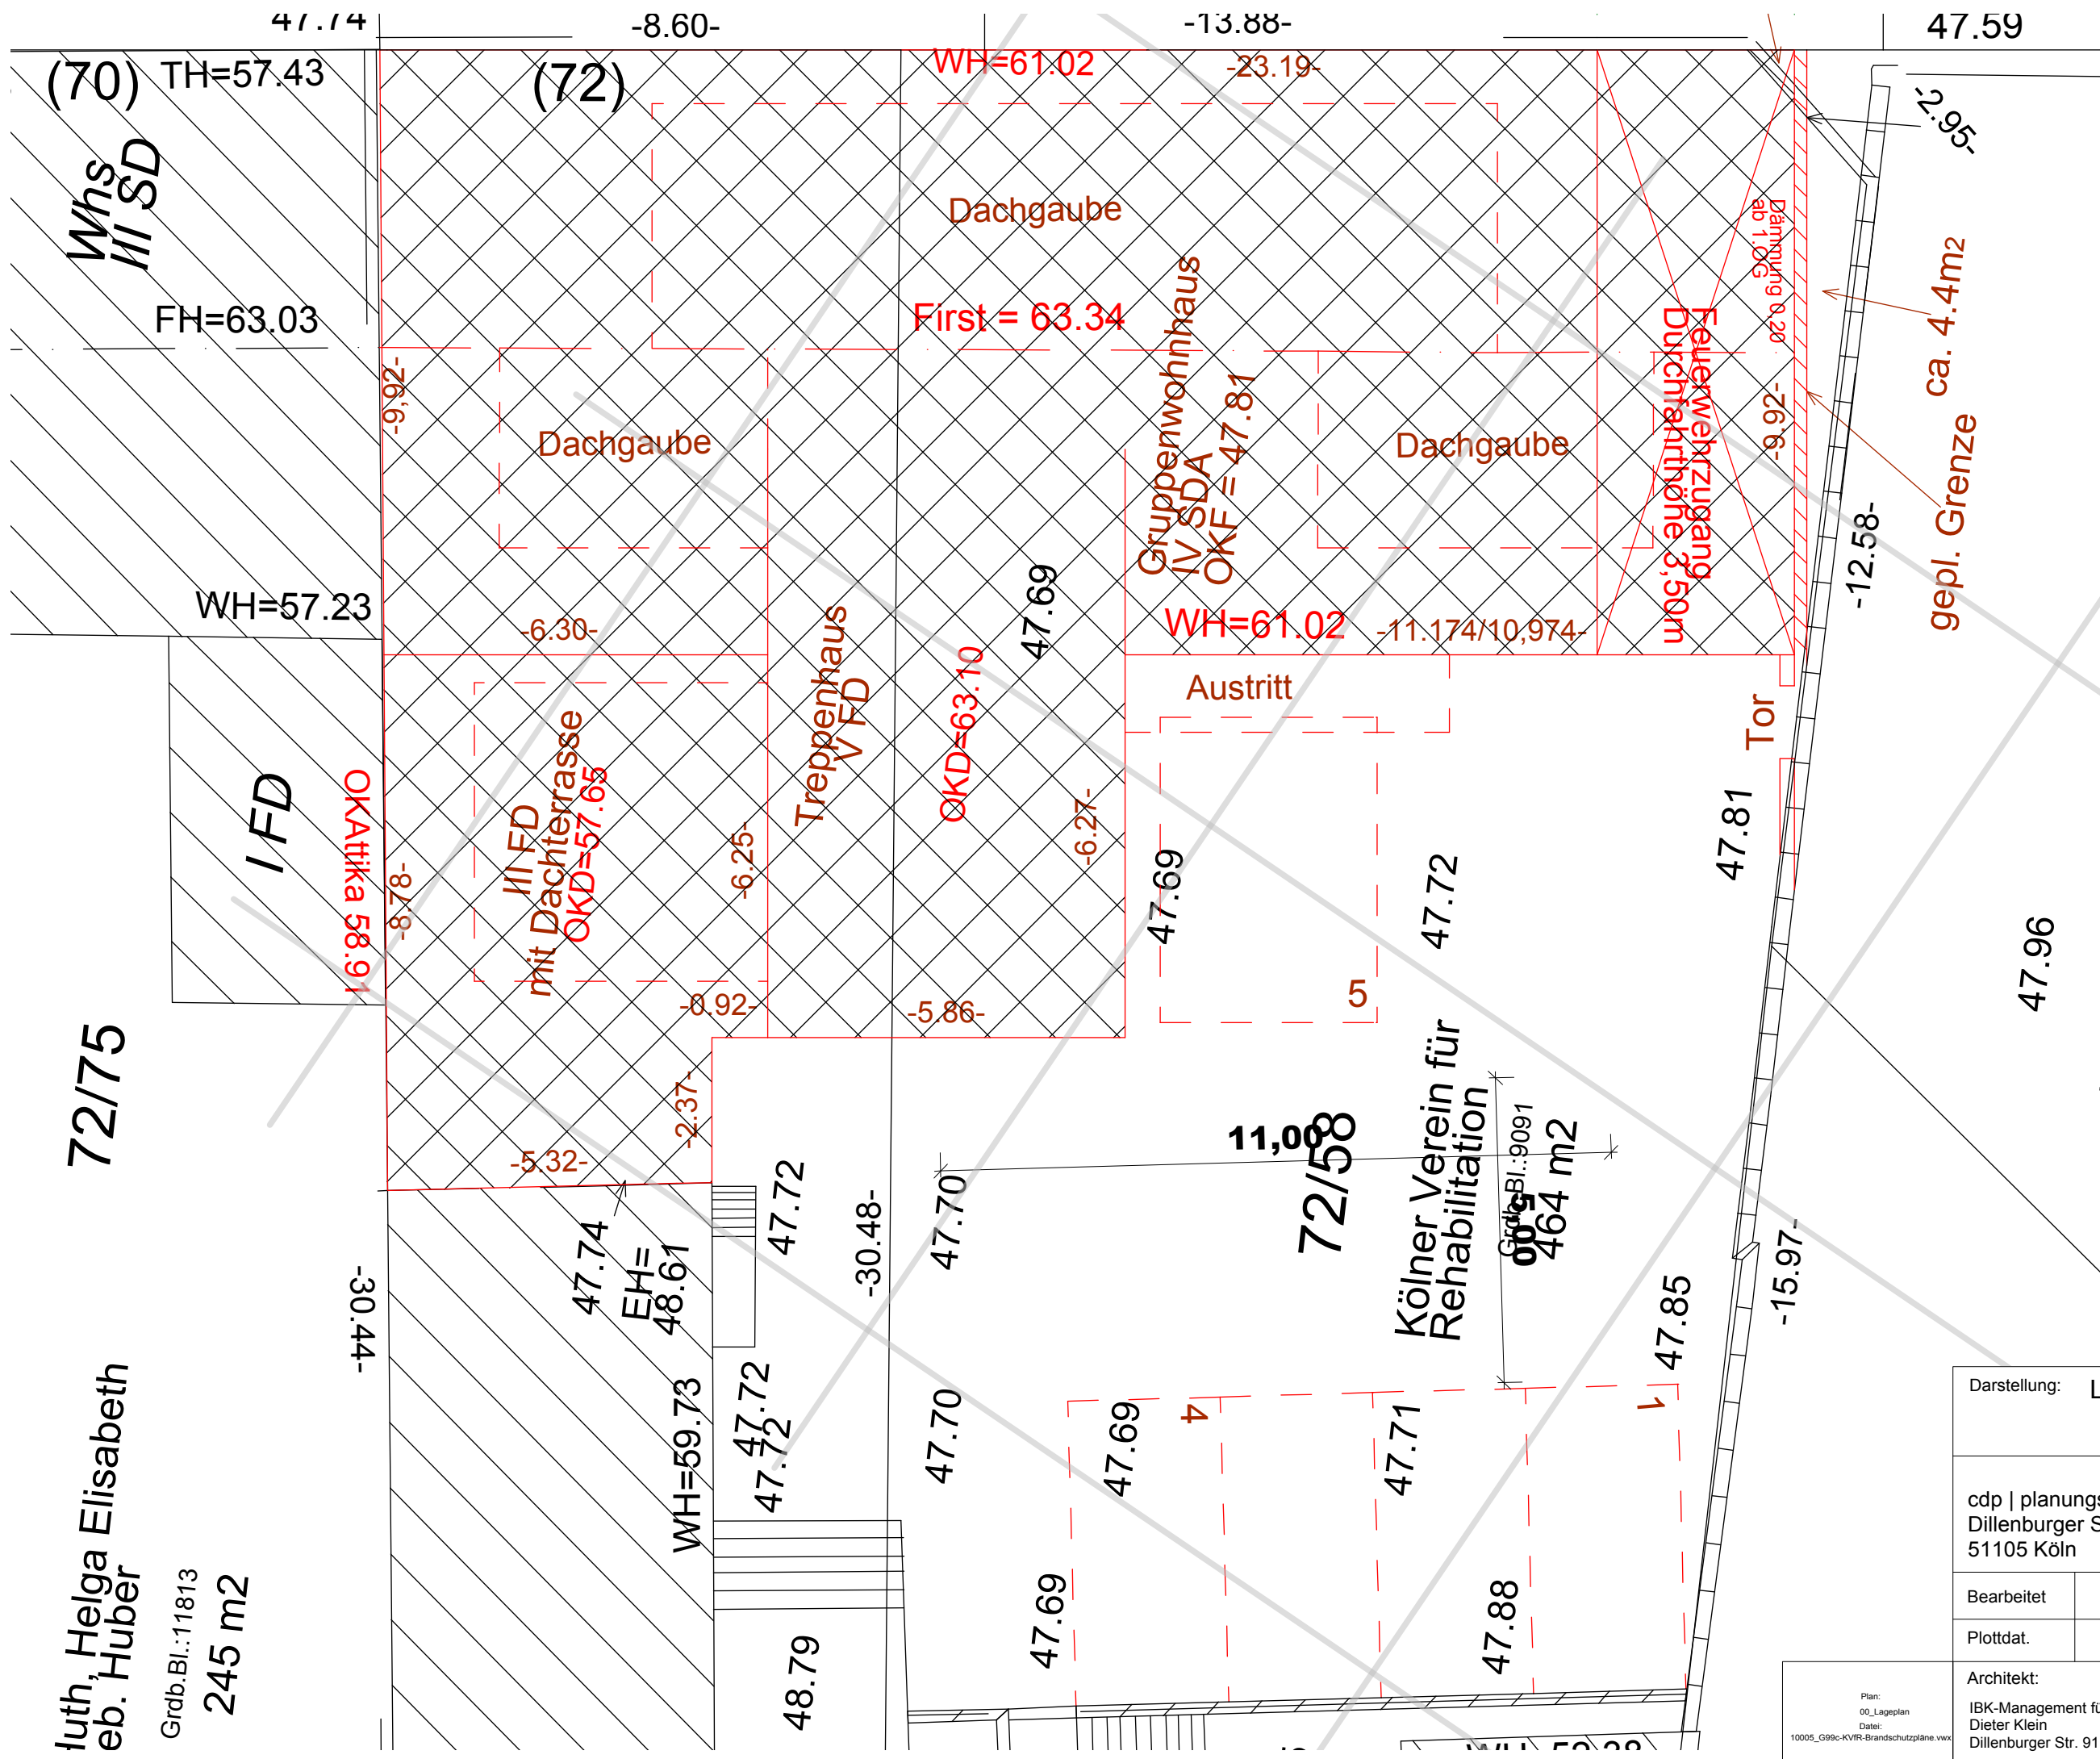 47.74
-8.60-
-13.88-
47.59
(70)
TH=57.43
(72)
WH=61.02
-23.19-
-2.95-
Whs
III SD
Dachgaube
Dämmung 0,20
ab 1.OG
ca. 4.4m2
FH=63.03
First = 63.34
Gruppenwohnhaus
IV SDA
OKF= 47.81
Feuerwehrzugang
Durchfahrthöhe 3,50m
-9,92-
Dachgaube
Dachgaube
-9.92-
gepl. Grenze
-12.58-
WH=57.23
-6.30-
47.69
WH=61.02
-11.174/10,974-
Treppenhaus
V FD
OKD=63.10
Austritt
Tor
I FD
OKAttika 58.91
III FD
mit Dachterrasse
OKD=57.65
-8.78-
-6.25-
-6.27-
47.69
47.72
47.81
47.96
5
-0.92-
-5.86-
72/75
-2.37-
-5.32-
11,00
72/58
Kölner Verein für
Rehabilitation
Grdb.Bl.:9091
464 m2
5,00
47.74
EH=
48.61
47.72
-30.48-
47.70
-30.44-
47.85
-15.97-
Huth, Helga Elisabeth
geb. Huber
Grdb.Bl.:11813
245 m2
WH=59.73
47.72
47.72
47.70
47.69
4
47.71
1
47.69
47.88
48.79
Darstellung:
cdp | planungs
Dillenburger S
51105 Köln
Bearbeitet
Plottdat.
Architekt:
IBK-Management fü
Dieter Klein
Dillenburger Str. 91
Plan:
00_Lageplan
Datei:
10005_G99c-KVfR-Brandschutzpläne.vwx